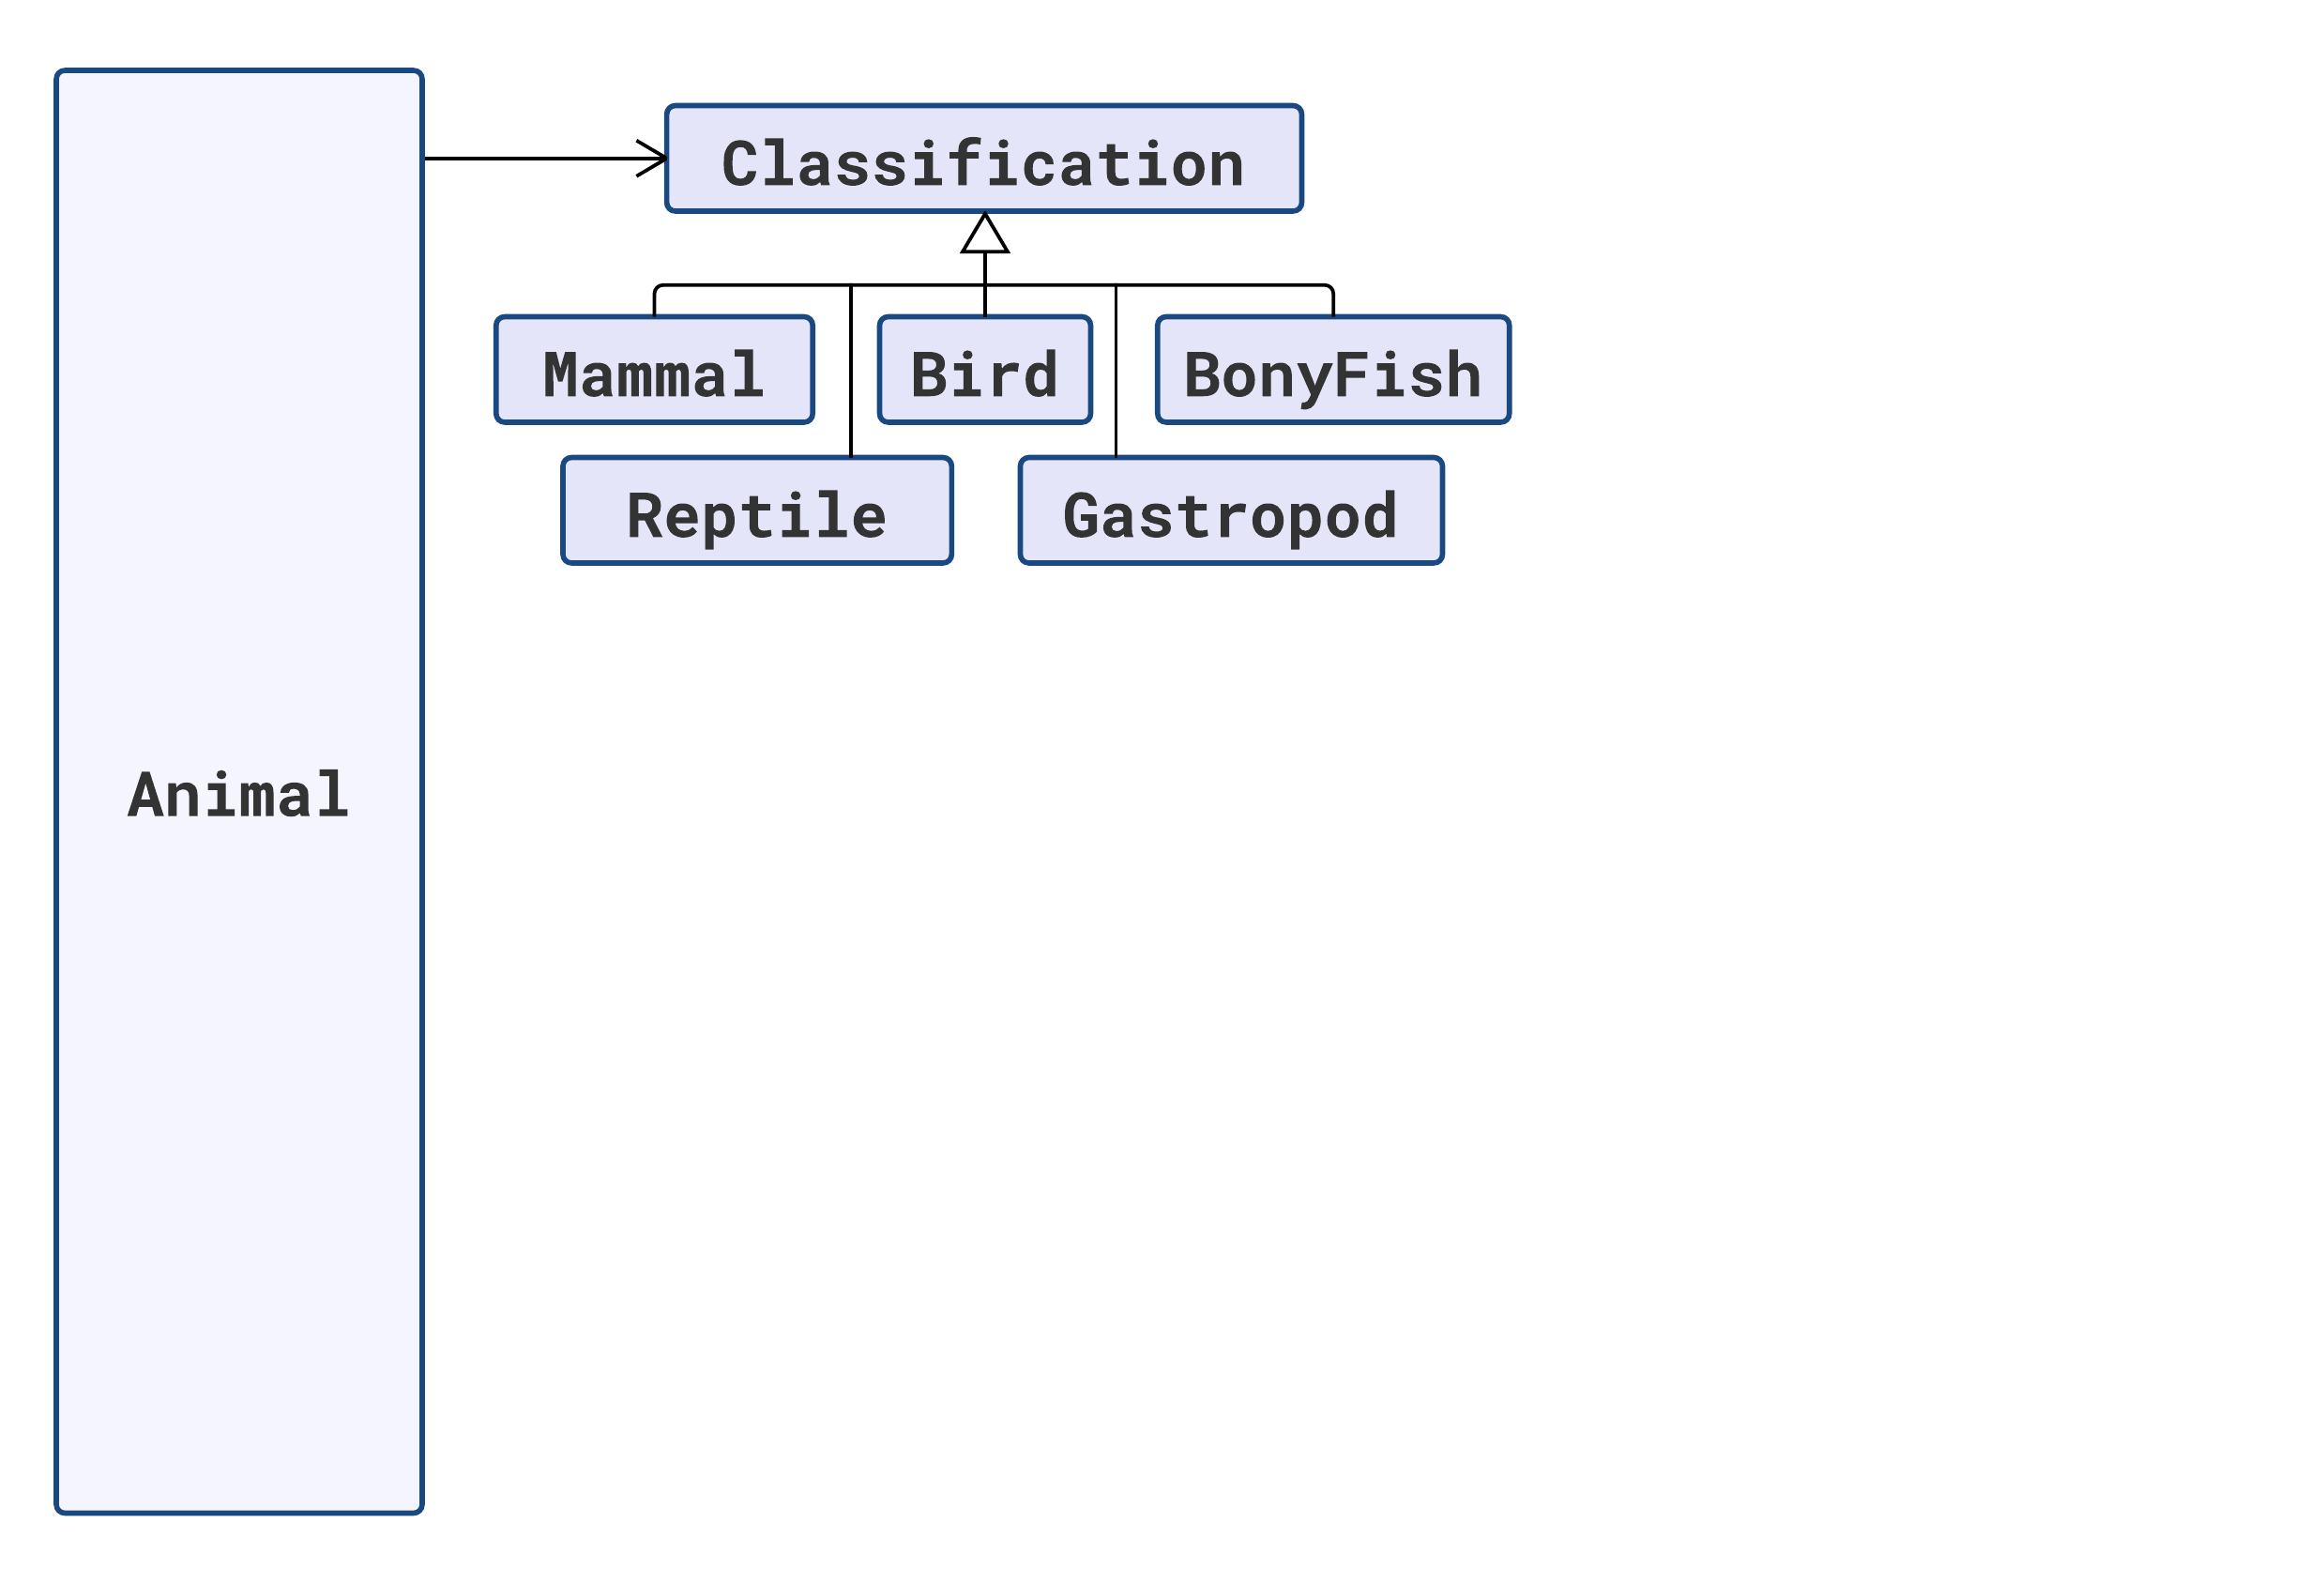 Classification
Mammal
Bird
BonyFish
Reptile
Gastropod
Animal